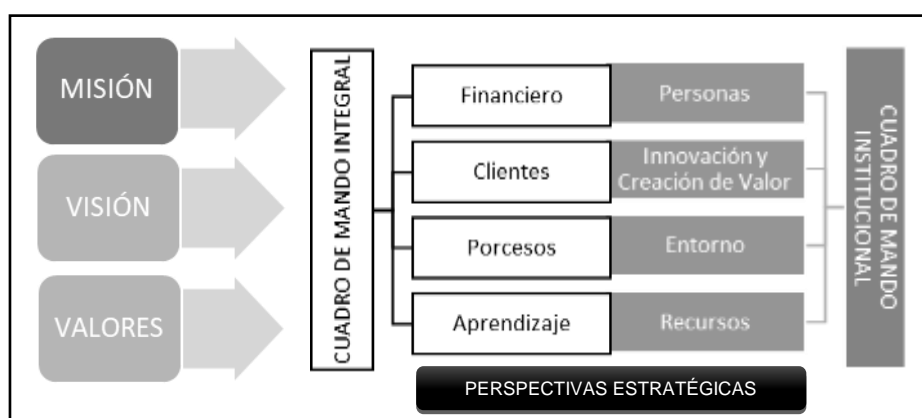 MISIÓN
VISIÓN
VALORES
CUADRO DE MANDO INTEGRAL
Financiero
Clientes
Porcesos
Aprendizaje
Personas
Innovación y
Creación de Valor
Entorno
Recursos
CUADRO DE MANDO
INSTITUCIONAL
PERSPECTIVAS ESTRATÉGICAS